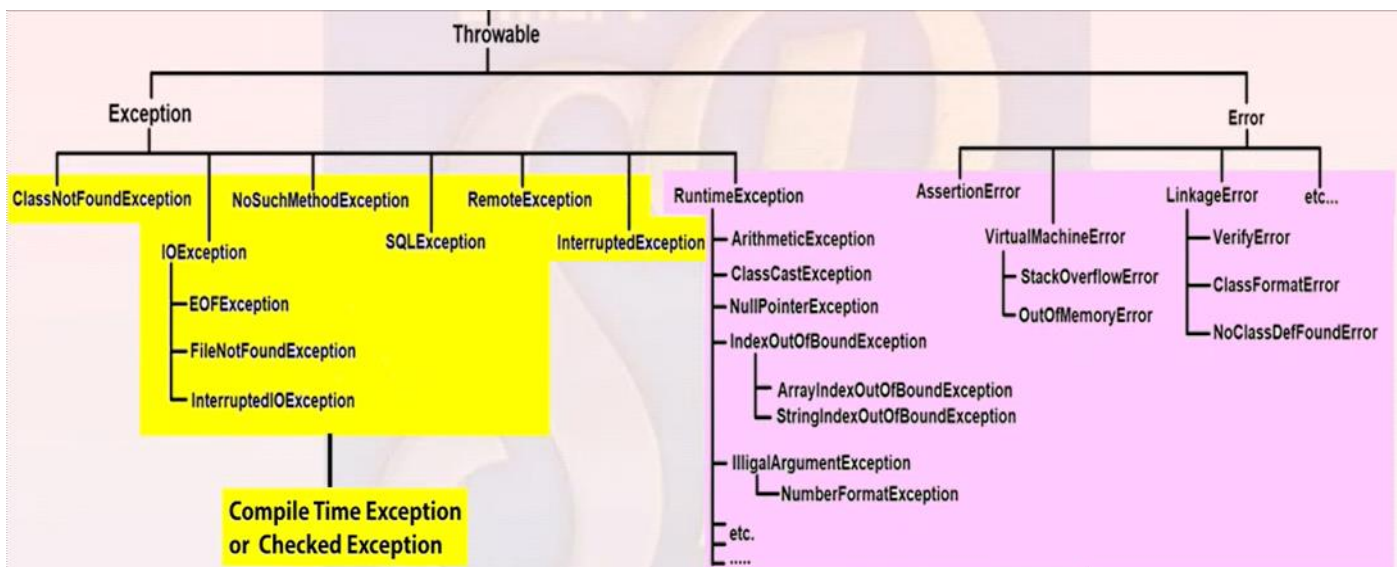 Throwable
Exception
Error
ClassNotFoundException
NoSuchMethodException
RemoteException
RuntimeException
AssertionError
LinkageError
etc...
IOException
SQLException
InterruptedException
ArithmeticException
VirtualMachineError
VerifyError
EOFException
ClassCastException
StackOverflowError
ClassFormatError
FileNotFoundException
NullPointerException
OutOfMemoryError
NoClassDefFoundError
InterruptedIOException
IndexOutOfBoundException
ArrayIndexOutOfBoundException
StringIndexOutOfBoundException
IlligalArgumentException
NumberFormatException
etc.
.....
Compile Time Exception
or Checked Exception